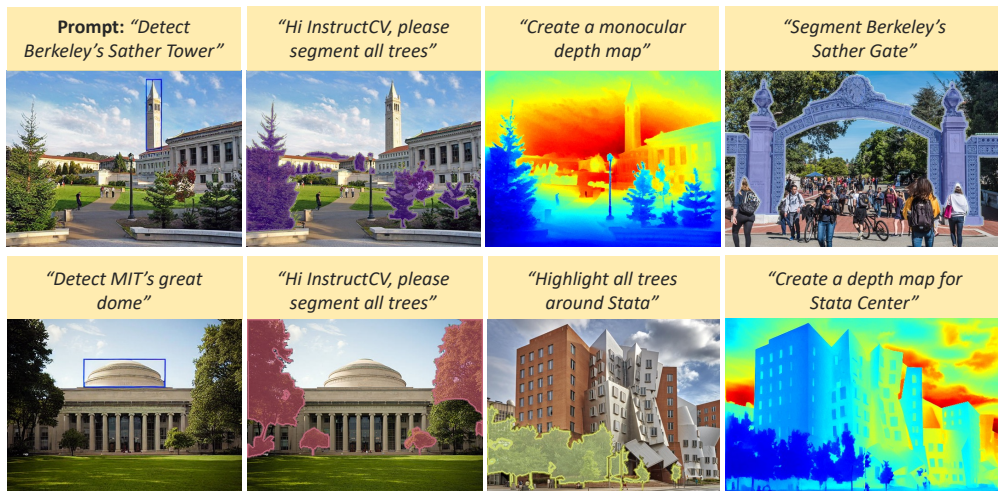 Prompt: “Detect
Berkeley’s Sather Tower”
“Hi InstructCV, please
segment all trees”
“Create a monocular
depth map”
“Segment Berkeley’s
Sather Gate”
“Detect MIT’s great
dome”
“Hi InstructCV, please
segment all trees”
“Highlight all trees
around Stata”
“Create a depth map for
Stata Center”